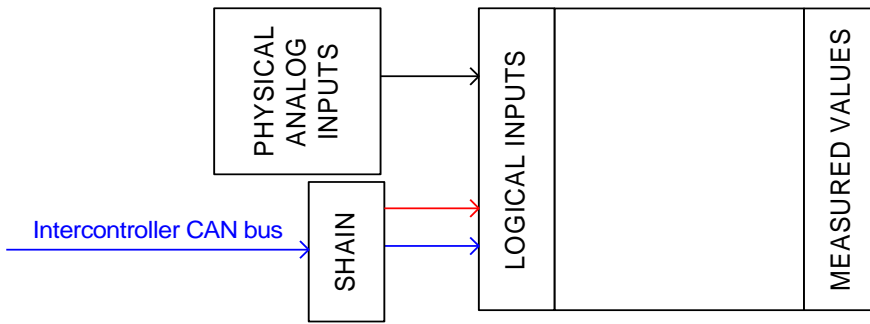 PHYSICAL
ANALOG
INPUTS
LOGICAL INPUTS
MEASURED VALUES
Intercontroller CAN bus
SHAIN